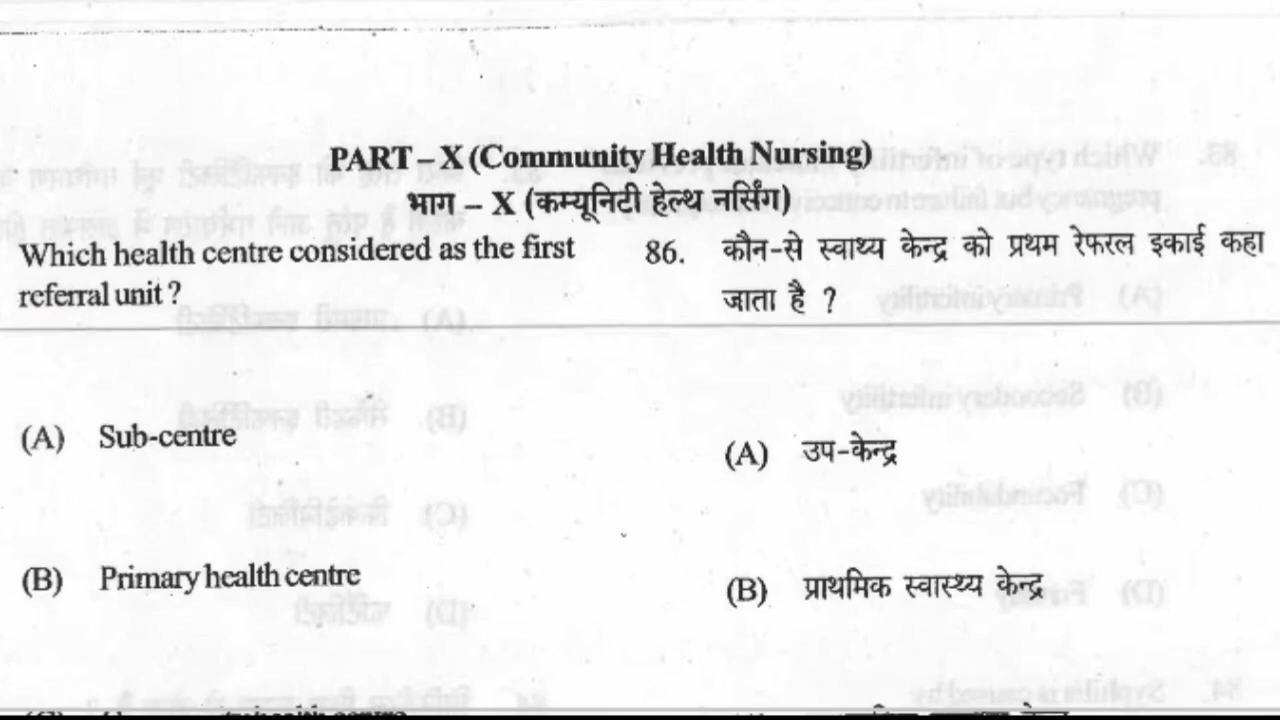 PART – X (Community Health Nursing)
भाग – X (कम्यूनिटी हेल्थ नर्सिंग)
Which health centre considered as the first
referral unit ?
(A) Sub-centre
(B) Primary health centre
86. कौन-से स्वाथ्य केन्द्र को प्रथम रेफरल इकाई कहा
जाता है ?
(A) उप-केन्द्र
(B) प्राथमिक स्वास्थ्य केन्द्र